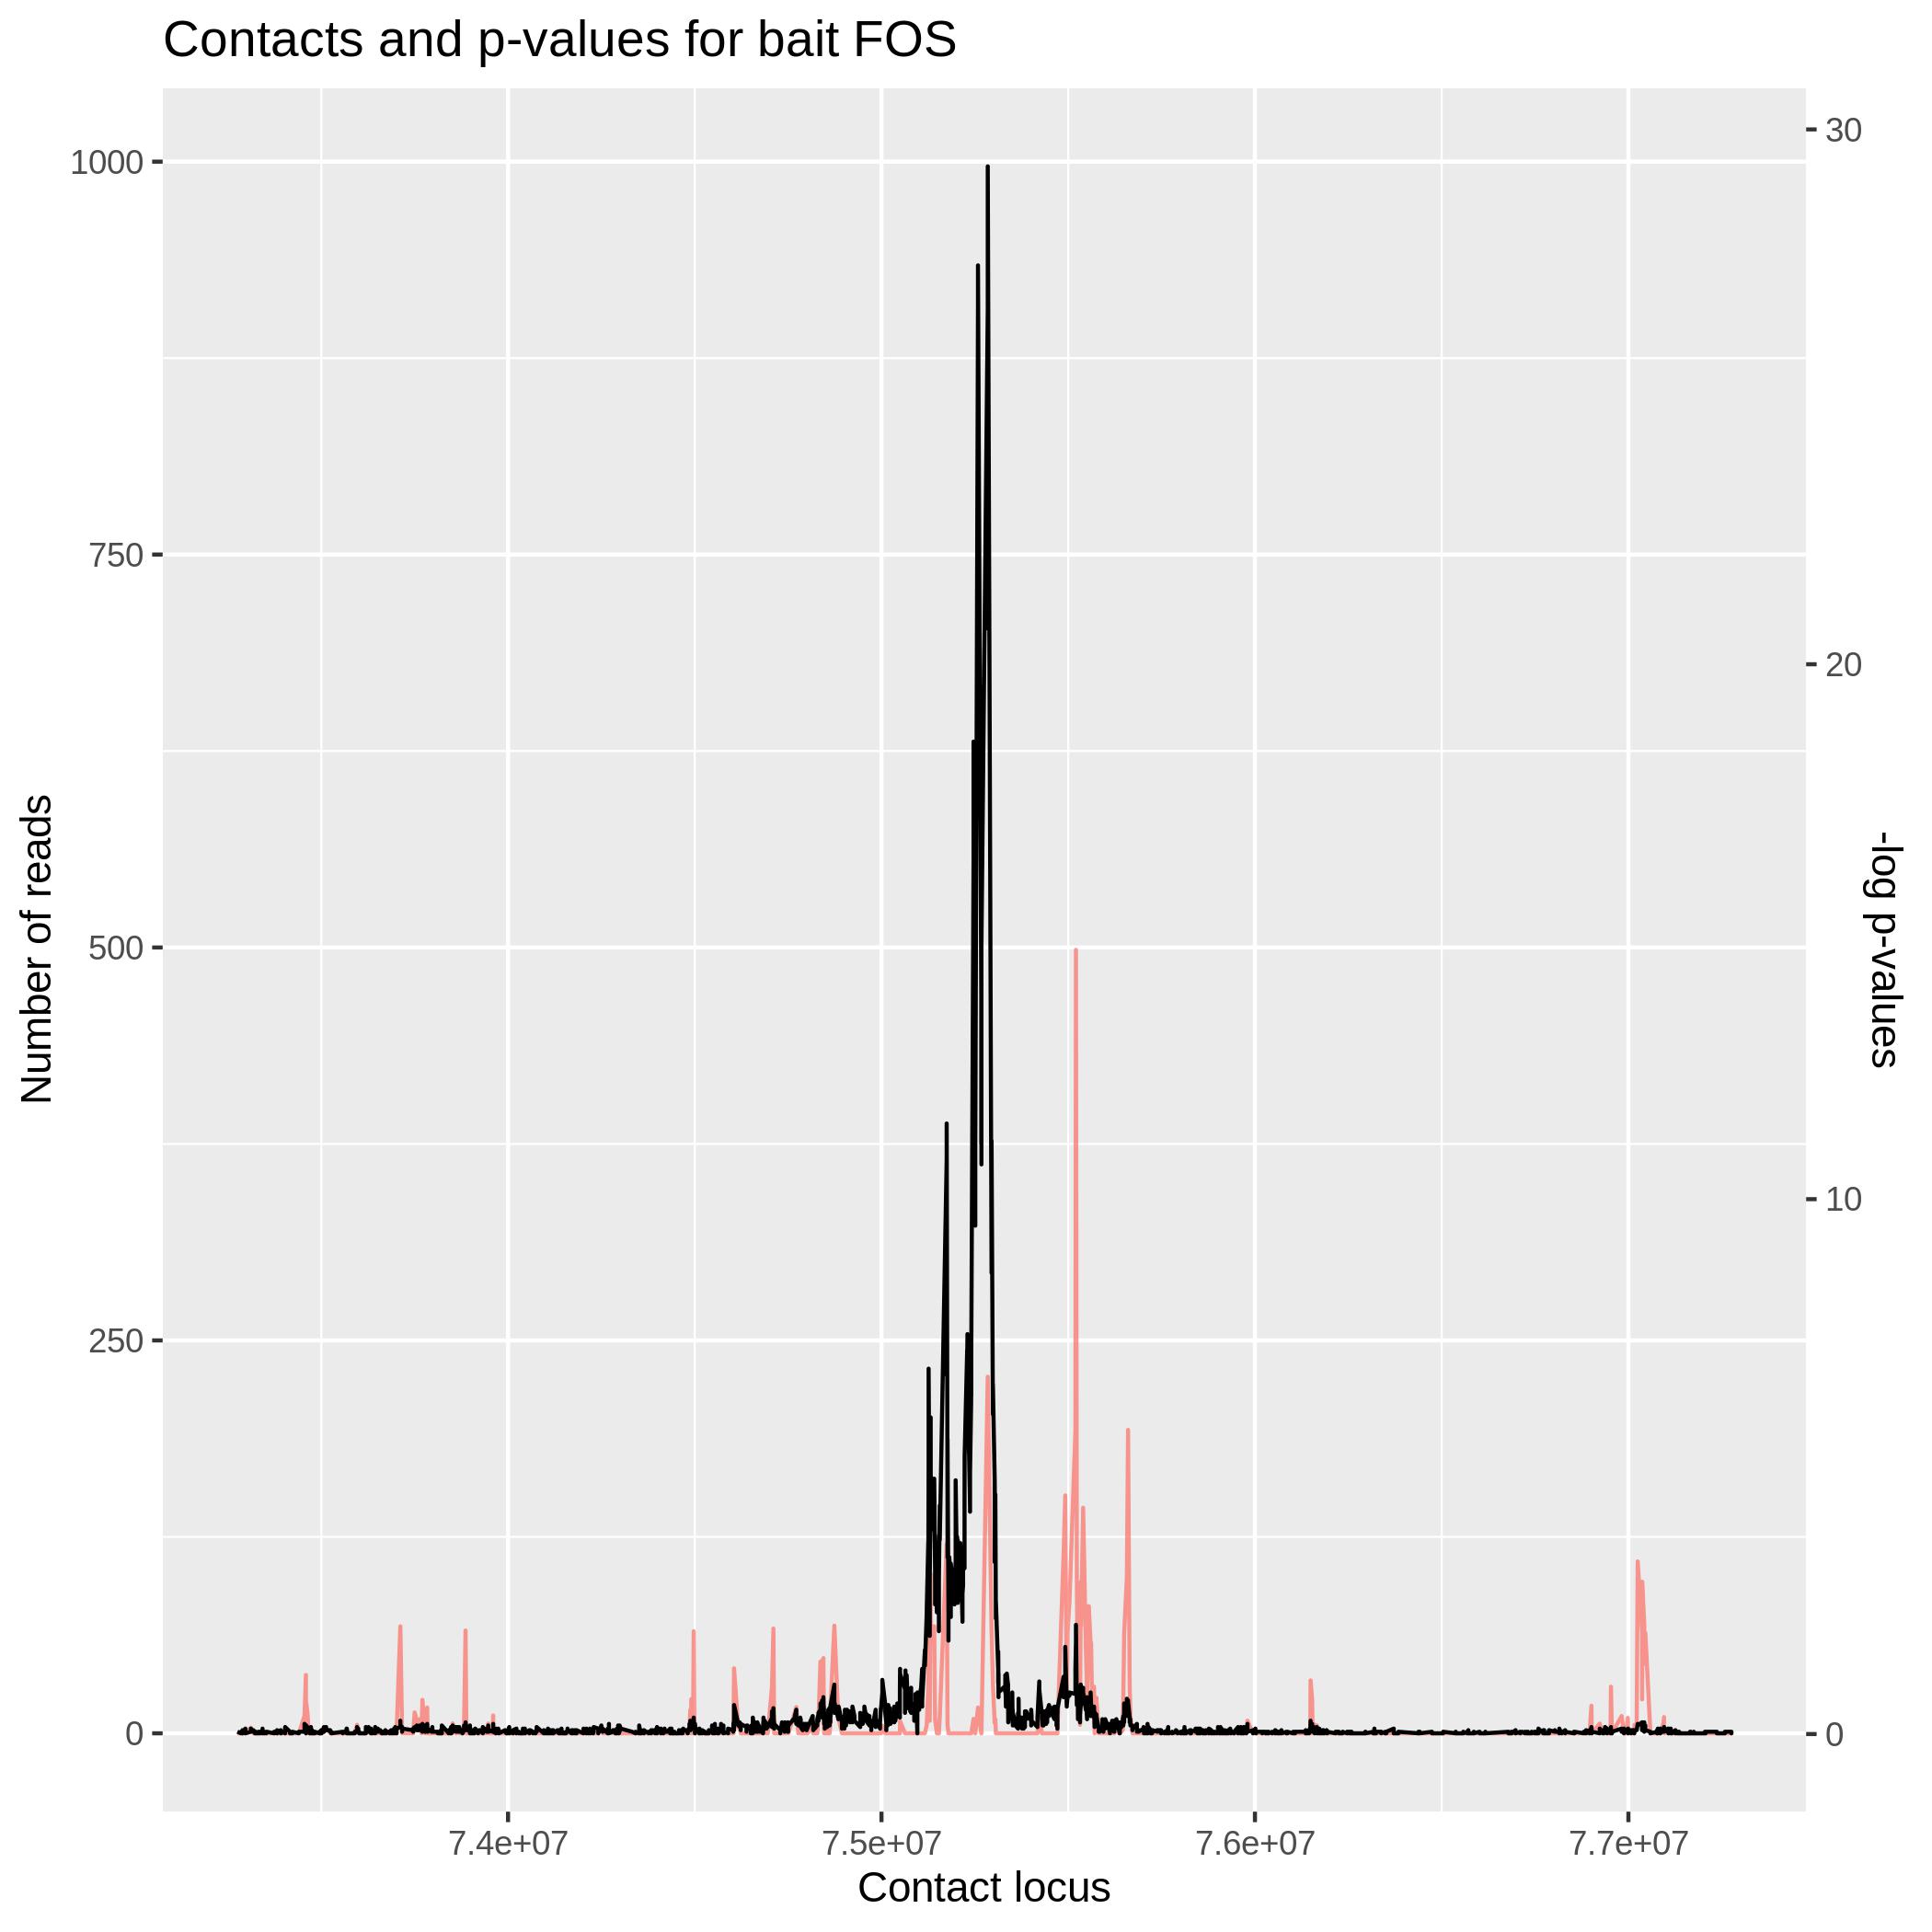 Contacts and p-values for bait FOS
1000
750
500
250
0
Number of reads
30
20
10
0
-log p-values
7.4e+07
7.5e+07
7.6e+07
7.7e+07
Contact locus